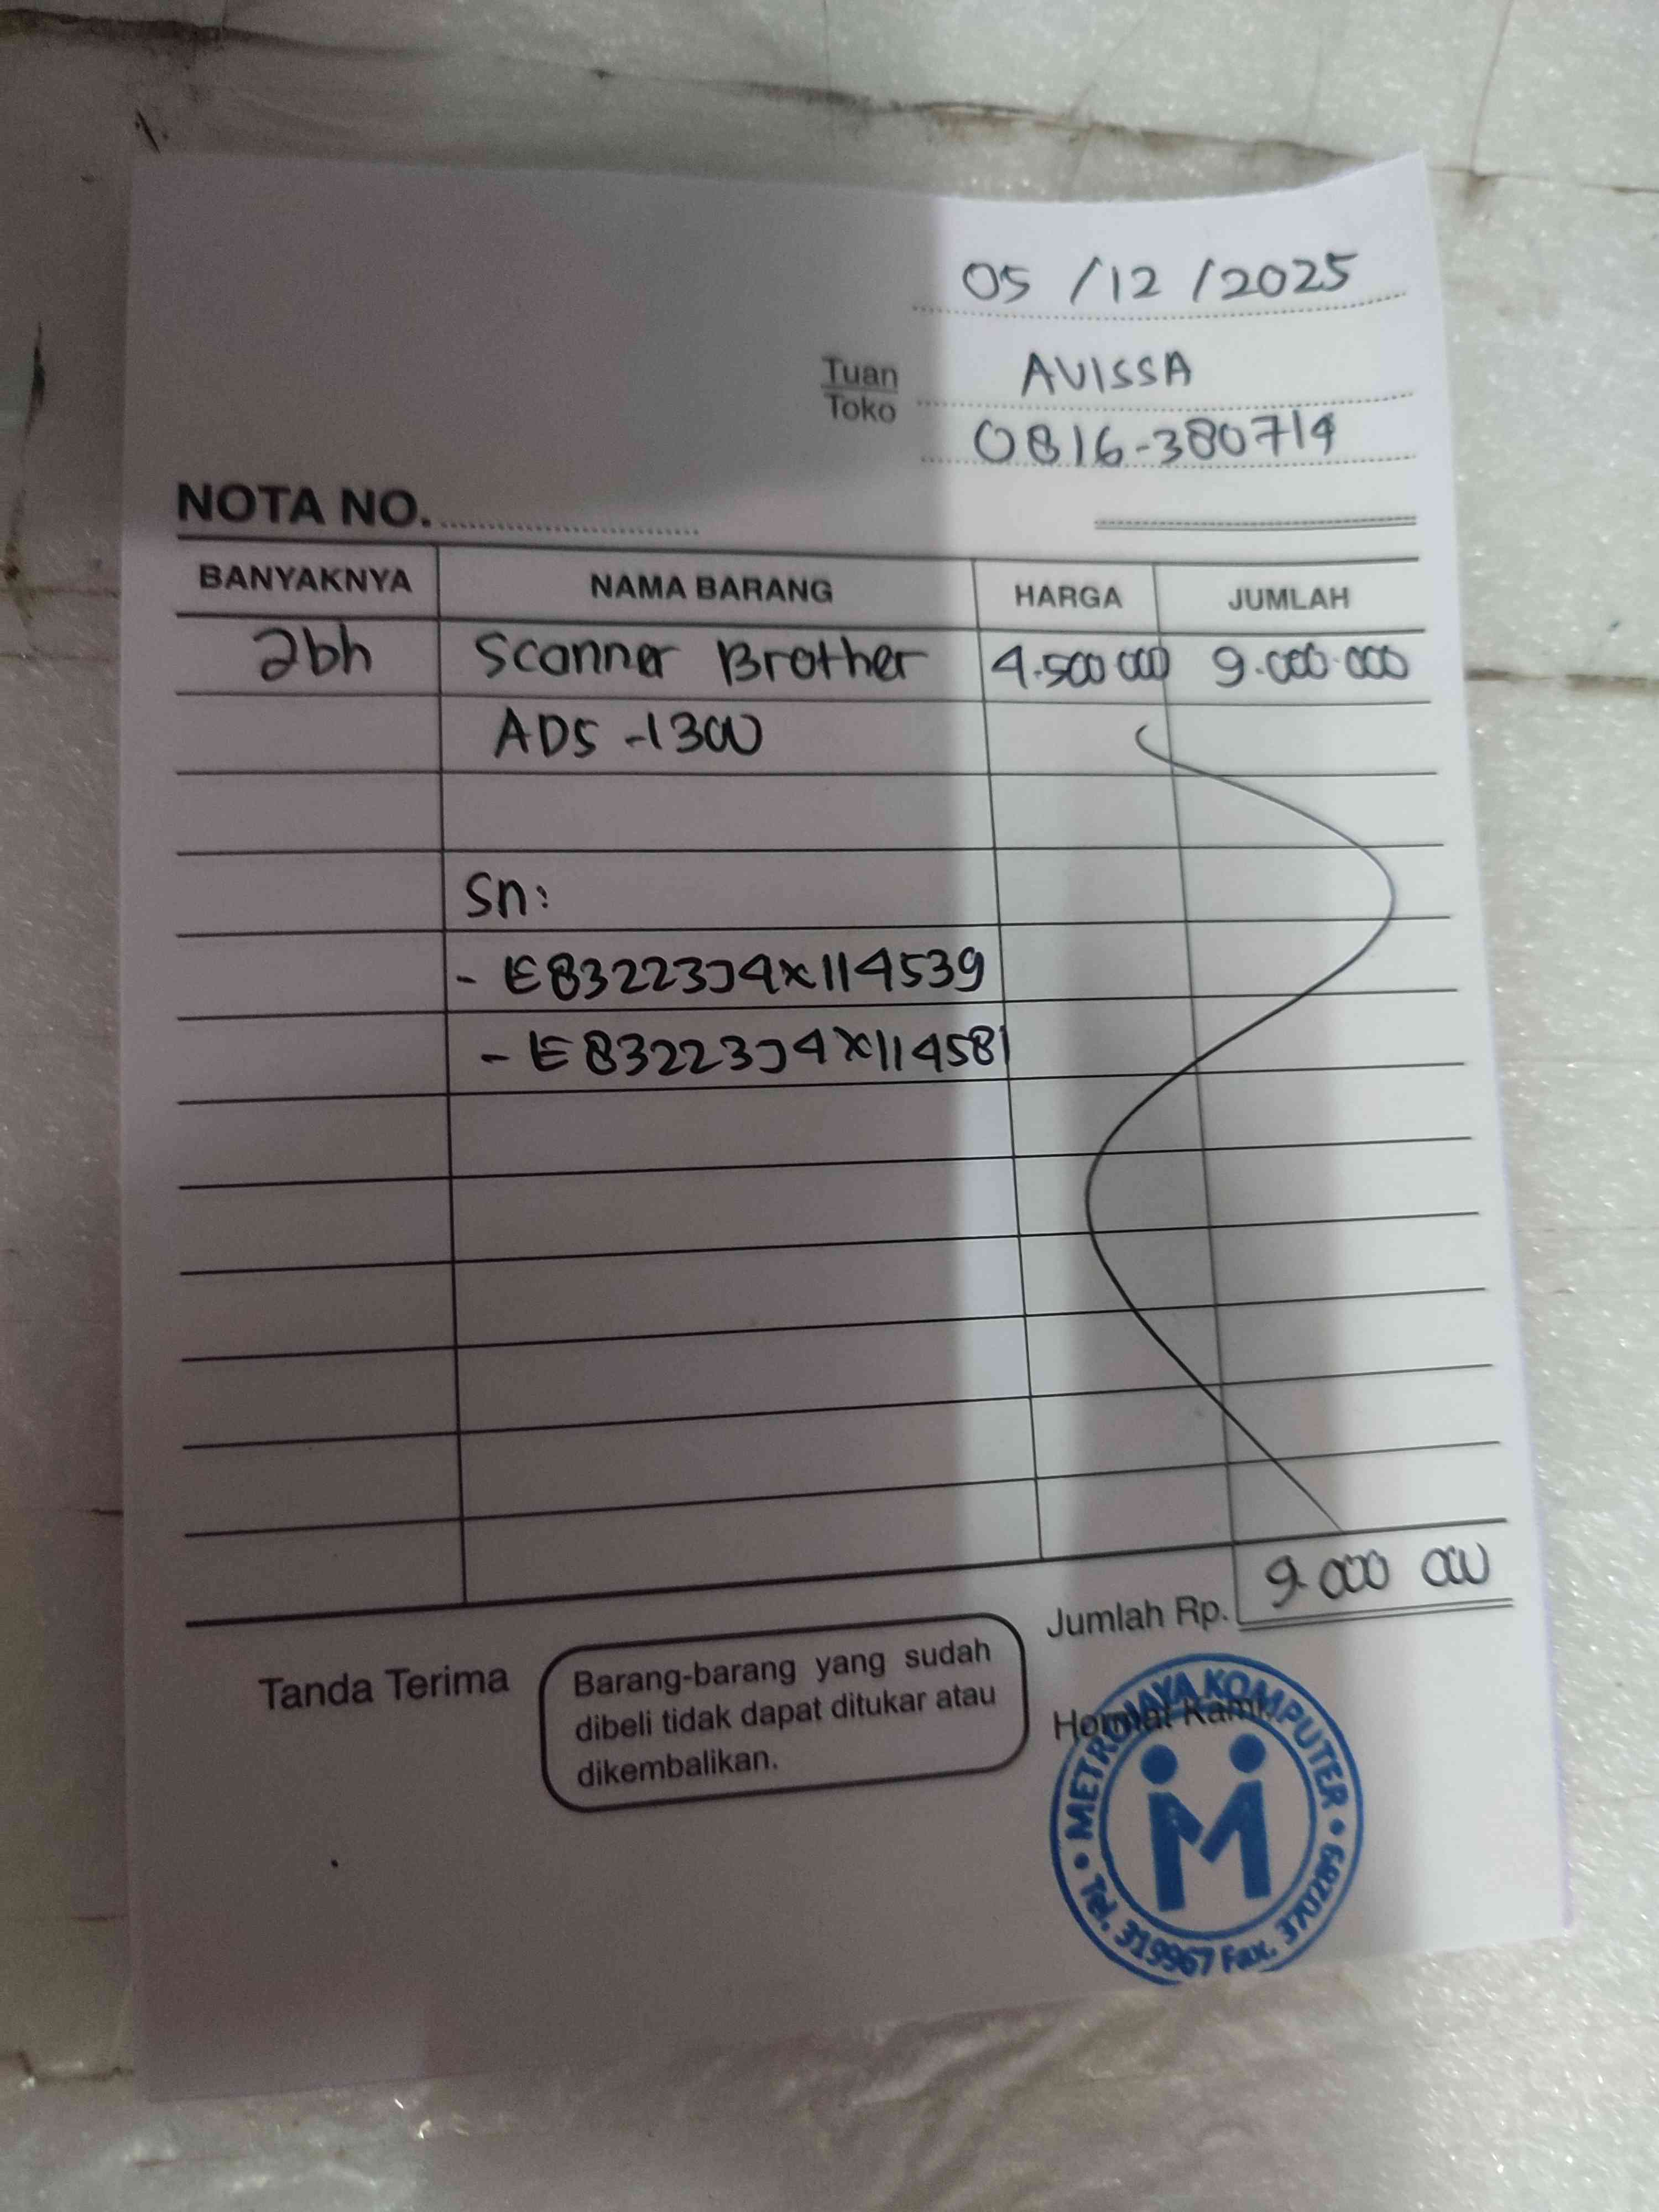 05 /12 /2025
Tuan AVISSA
Toko 0816-380714
NOTA NO.
BANYAKNYA NAMA BARANG HARGA JUMLAH
2bh Scanner Brother 4.500 000 9.000.000
ADS -1300
Sn:
- E83223J4X114539
- E83223J4X114581
Jumlah Rp. 9.000 000
Tanda Terima
Barang-barang yang sudah
dibeli tidak dapat ditukar atau
dikembalikan.
Hormat Kami,
METROJAYA KOMPUTER
Tel. 319967 Fax. 370289